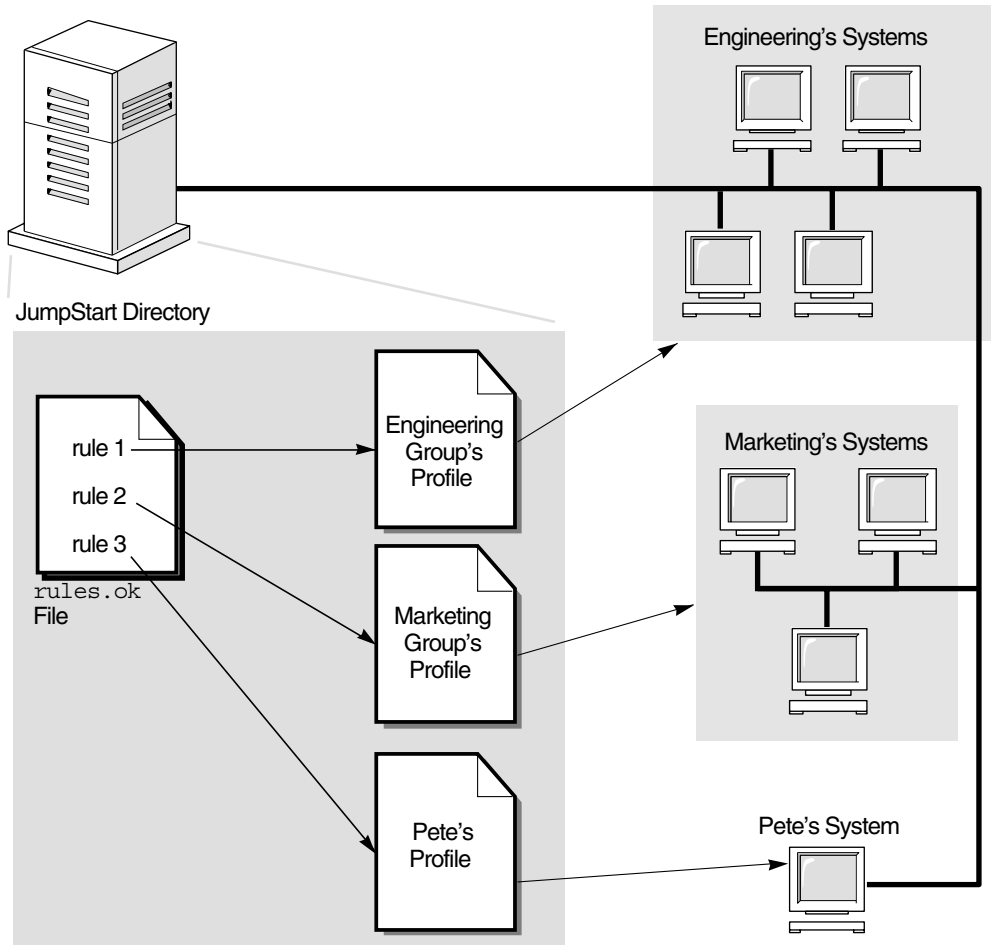 Engineering's Systems
JumpStart Directory
rule 1
rule 2
rule 3
rules.ok
File
Engineering
Group's
Profile
Marketing
Group's
Profile
Pete's
Profile
Marketing's Systems
Pete's System